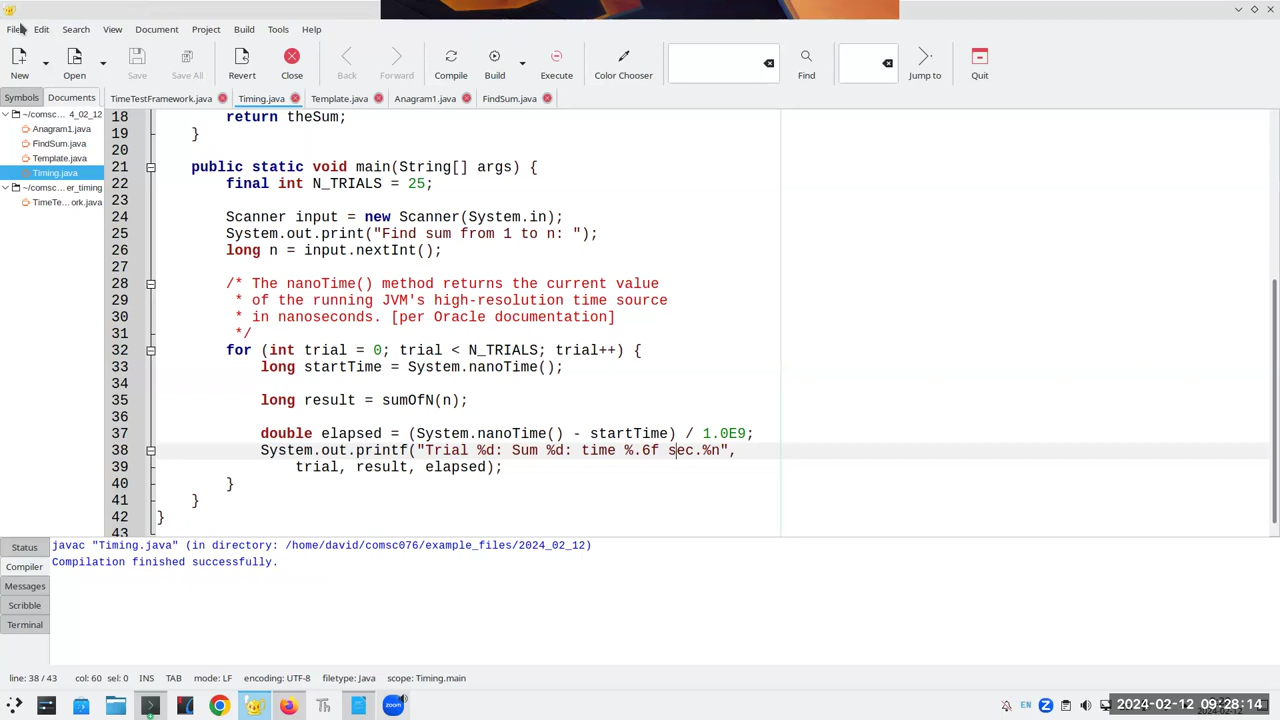 File Edit Search View Document Project Build Tools Help
New Open Save Save All Revert Close Back Forward Compile Build Execute Color Chooser Find Jump to Quit
Symbols Documents TimeTestFramework.java Timing.java Template.java Anagram1.java FindSum.java
~/comsc... 4_02_12
Anagram1.java
FindSum.java
Template.java
Timing.java
~/comsc...er_timing
TimeTe...ork.java
18 return theSum;
19 }
20
21 public static void main(String[] args) {
22 final int N_TRIALS = 25;
23
24 Scanner input = new Scanner(System.in);
25 System.out.print("Find sum from 1 to n: ");
26 long n = input.nextInt();
27
28 /* The nanoTime() method returns the current value
29 * of the running JVM's high-resolution time source
30 * in nanoseconds. [per Oracle documentation]
31 */
32 for (int trial = 0; trial < N_TRIALS; trial++) {
33 long startTime = System.nanoTime();
34
35 long result = sumOfN(n);
36
37 double elapsed = (System.nanoTime() - startTime) / 1.0E9;
38 System.out.printf("Trial %d: Sum %d: time %.6f sec.%n",
39 trial, result, elapsed);
40 }
41 }
42 }
43
Status
Compiler
Messages
Scribble
Terminal
javac "Timing.java" (in directory: /home/david/comsc076/example_files/2024_02_12)
Compilation finished successfully.
line: 38 / 43 col: 60 sel: 0 INS TAB mode: LF encoding: UTF-8 filetype: Java scope: Timing.main
Th zoom EN Z 2024-02-12 09:28:14